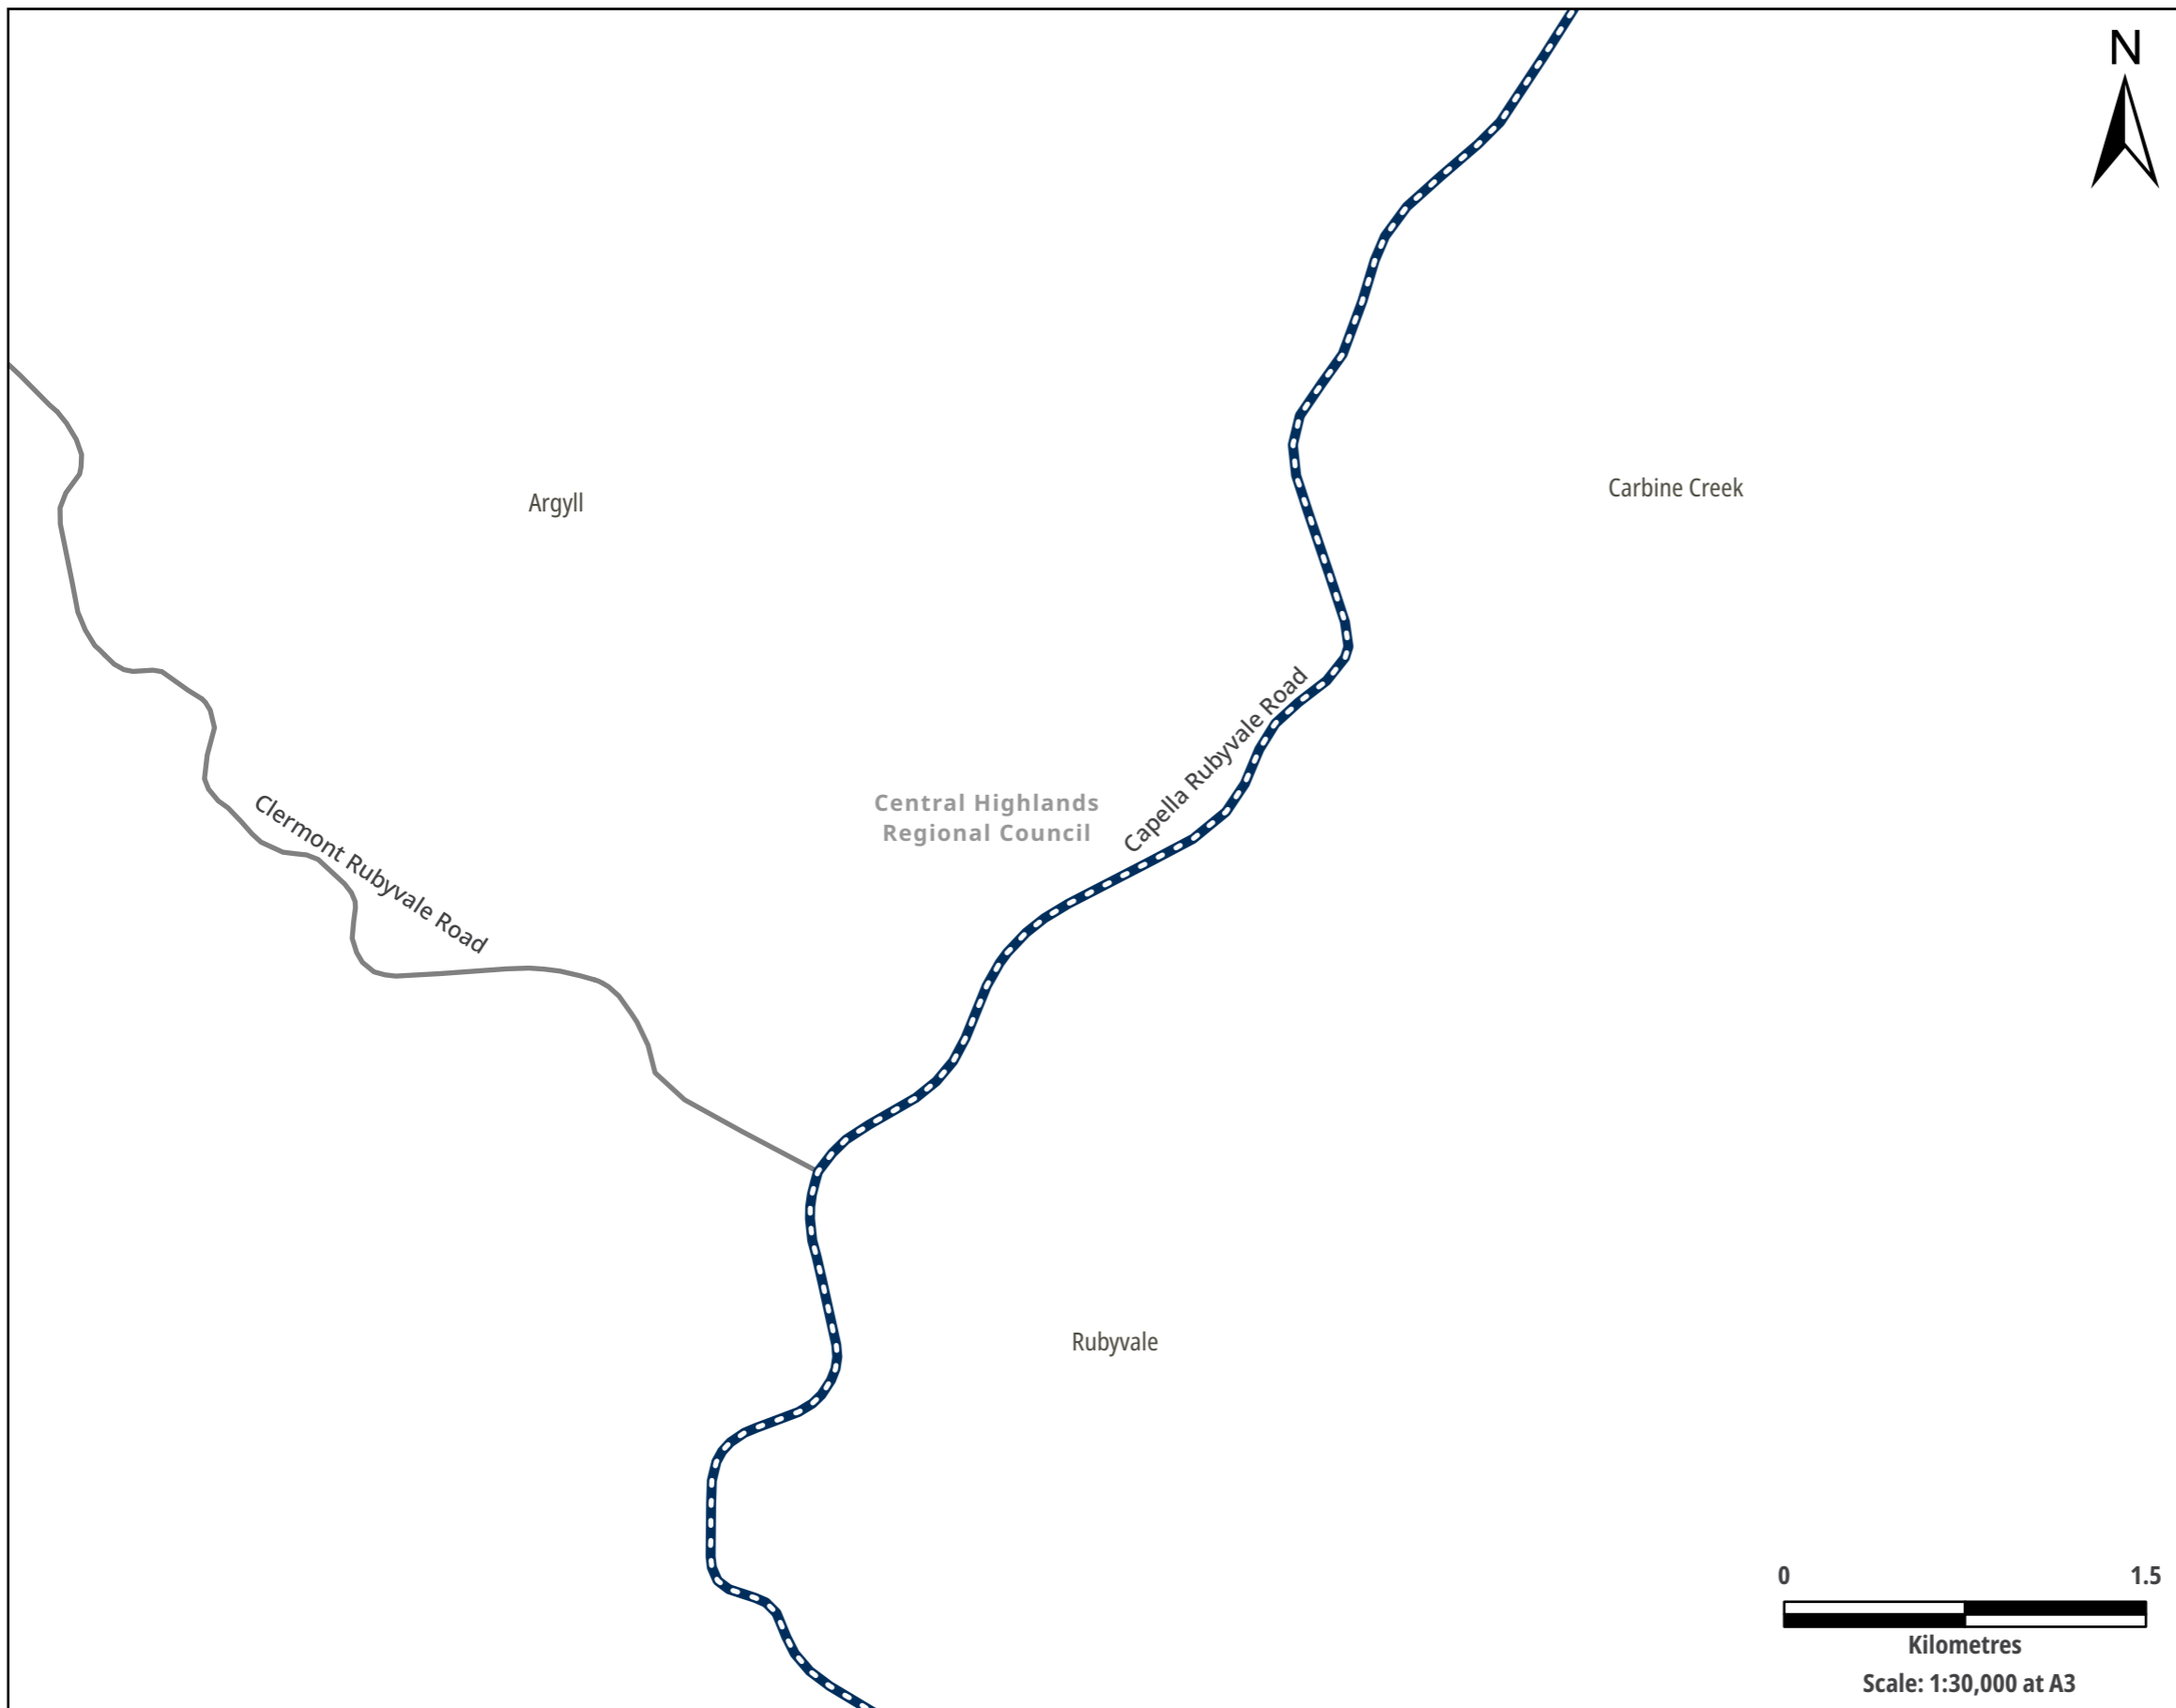 N
Carbine Creek
Argyll
Capella Rubyvale Road
Central Highlands
Regional Council
Clermont Rubyvale Road
Rubyvale
0 1.5
Kilometres
Scale: 1:30,000 at A3